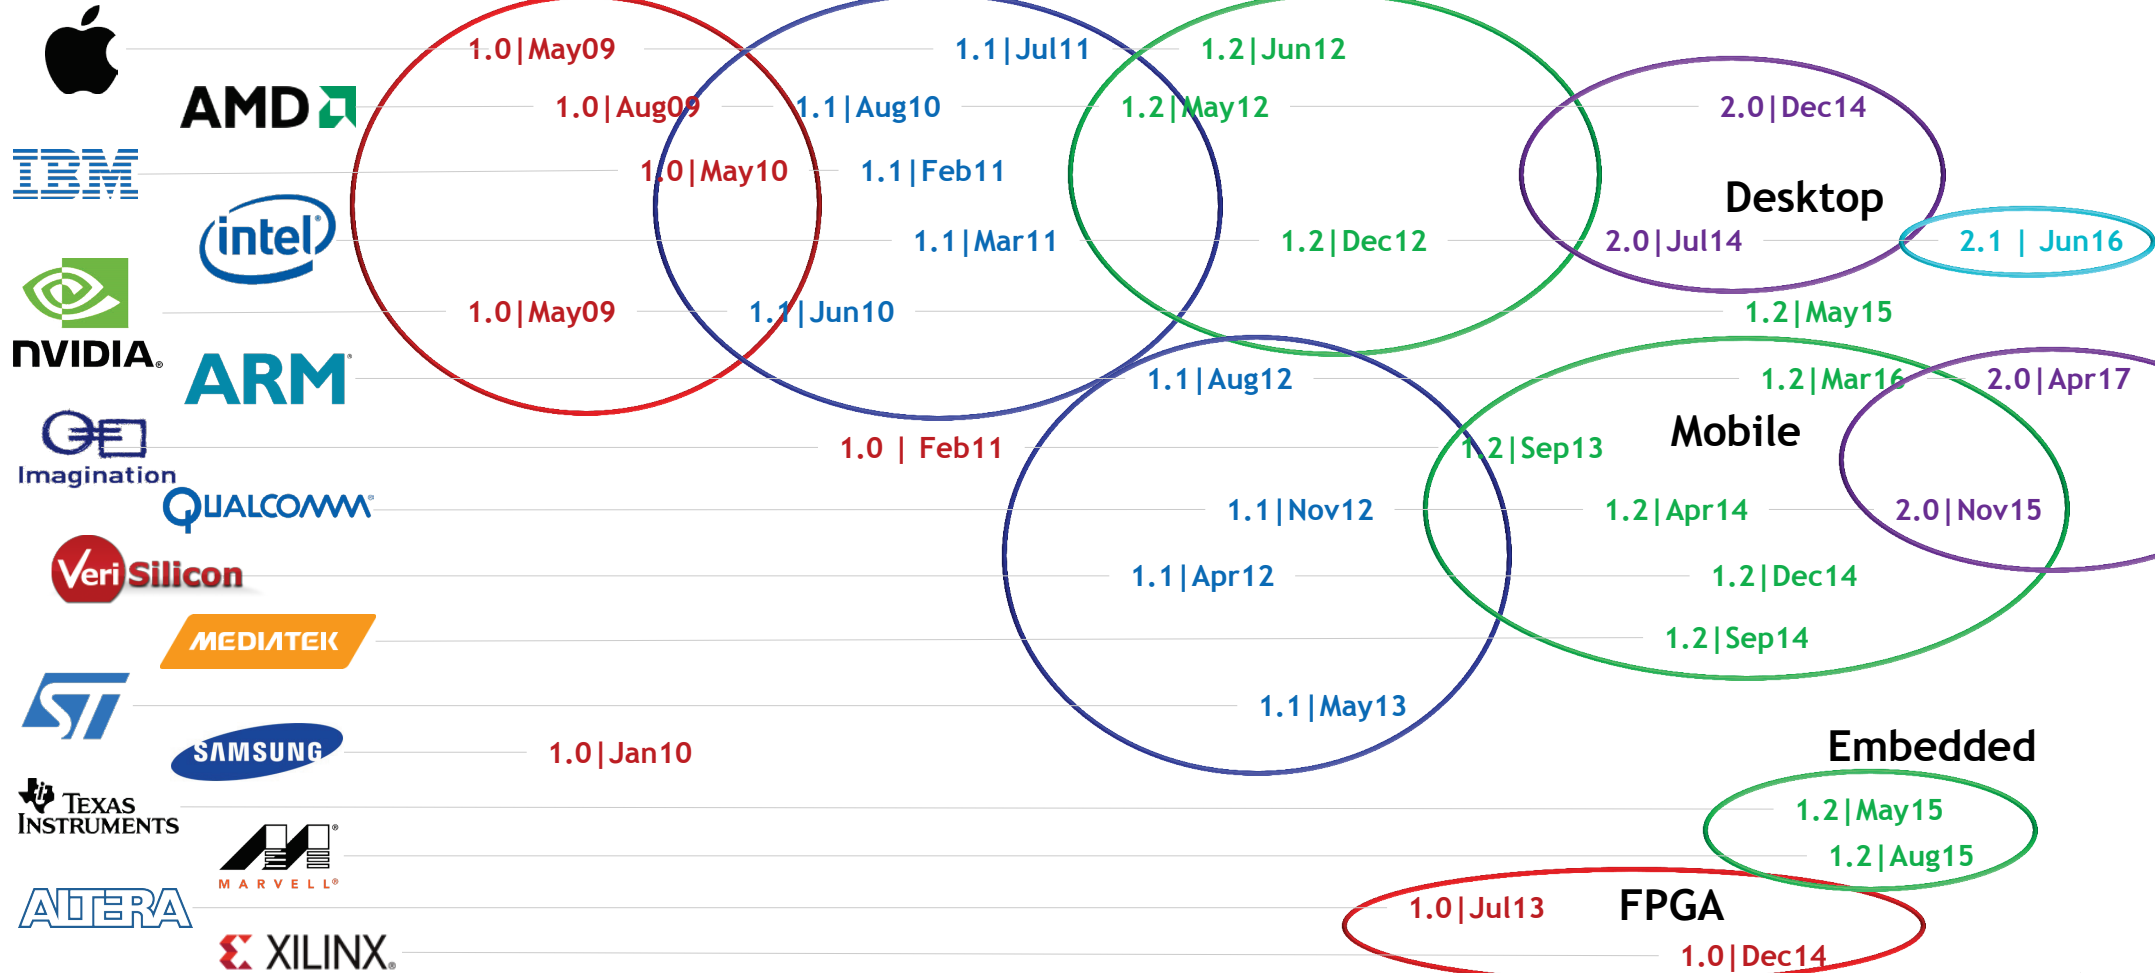 1.0|May09 1.1|Jul11 1.2|Jun12
AMD 1.0|Aug09 1.1|Aug10 1.2|May12 2.0|Dec14
IBM 1.0|May10 1.1|Feb11
Desktop
intel 1.1|Mar11 1.2|Dec12 2.0|Jul14 2.1 | Jun16
1.0|May09 1.1|Jun10 1.2|May15
NVIDIA.
ARM 1.1|Aug12 1.2|Mar16 2.0|Apr17
Mobile
1.0 | Feb11 1.2|Sep13
Imagination
QUALCOMM 1.1|Nov12 1.2|Apr14 2.0|Nov15
VeriSilicon 1.1|Apr12 1.2|Dec14
MEDIATEK 1.2|Sep14
ST 1.1|May13
SAMSUNG 1.0|Jan10
Embedded
TEXAS
INSTRUMENTS 1.2|May15
1.2|Aug15
MARVELL®
ALTERA 1.0|Jul13 FPGA
XILINX. 1.0|Dec14